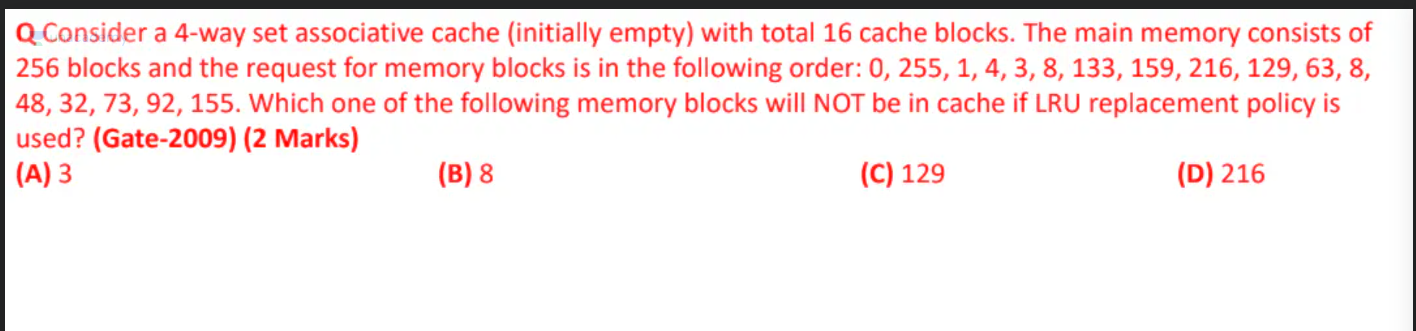 Q Consider a 4-way set associative cache (initially empty) with total 16 cache blocks. The main memory consists of
256 blocks and the request for memory blocks is in the following order: 0, 255, 1, 4, 3, 8, 133, 159, 216, 129, 63, 8,
48, 32, 73, 92, 155. Which one of the following memory blocks will NOT be in cache if LRU replacement policy is
used? (Gate-2009) (2 Marks)
(A) 3 (B) 8 (C) 129 (D) 216